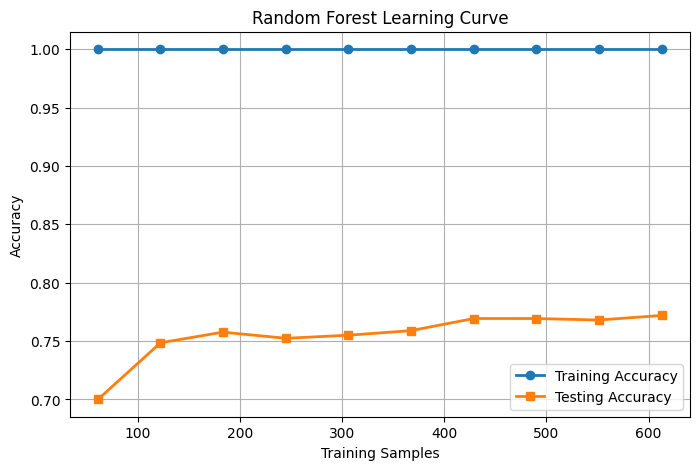 Random Forest Learning Curve
1.00
0.95
0.90
0.85
0.80
0.75
0.70
Accuracy
Training Accuracy
Testing Accuracy
100 200 300 400 500 600
Training Samples